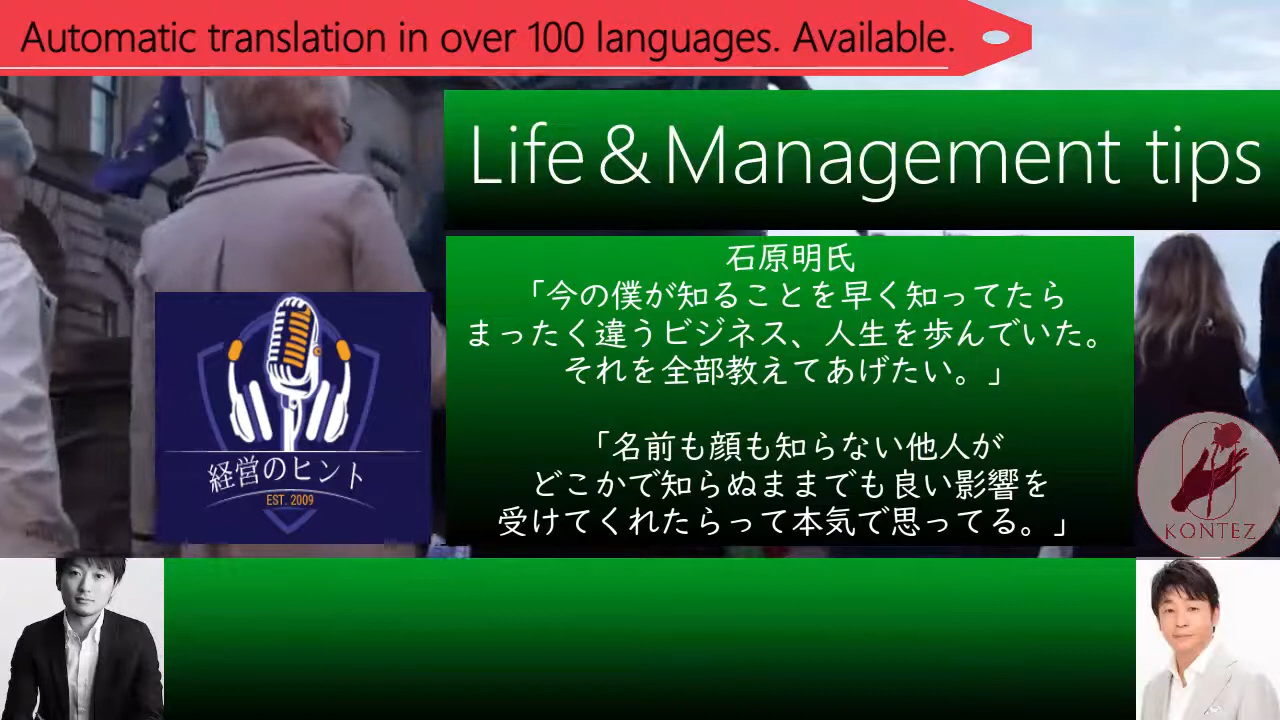 Automatic translation in over 100 languages. Available.
Life&Management tips
石原明氏
「今の僕が知ることを早く知ってたら
まったく違うビジネス、人生を歩んでいた。
それを全部教えてあげたい。」
「名前も顔も知らない他人が
どこかで知らぬままでも良い影響を
受けてくれたらって本気で思ってる。」
経営のヒント
EST. 2009
KONTEZ